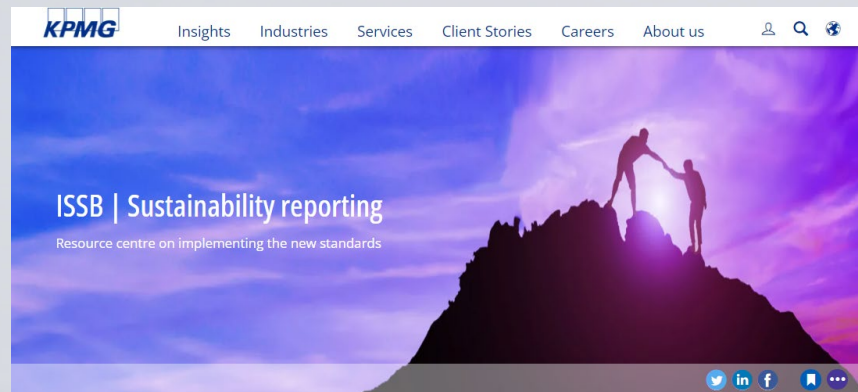 KPMG
Insights Industries Services Client Stories Careers About us
ISSB | Sustainability reporting
Resource centre on implementing the new standards